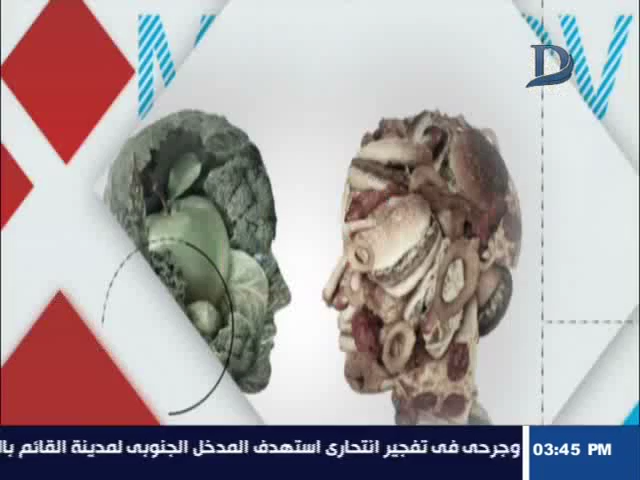 D
وجرحى فى تفجير انتحارى استهدف المدخل الجنوبى لمدينة القائم
03:45 PM